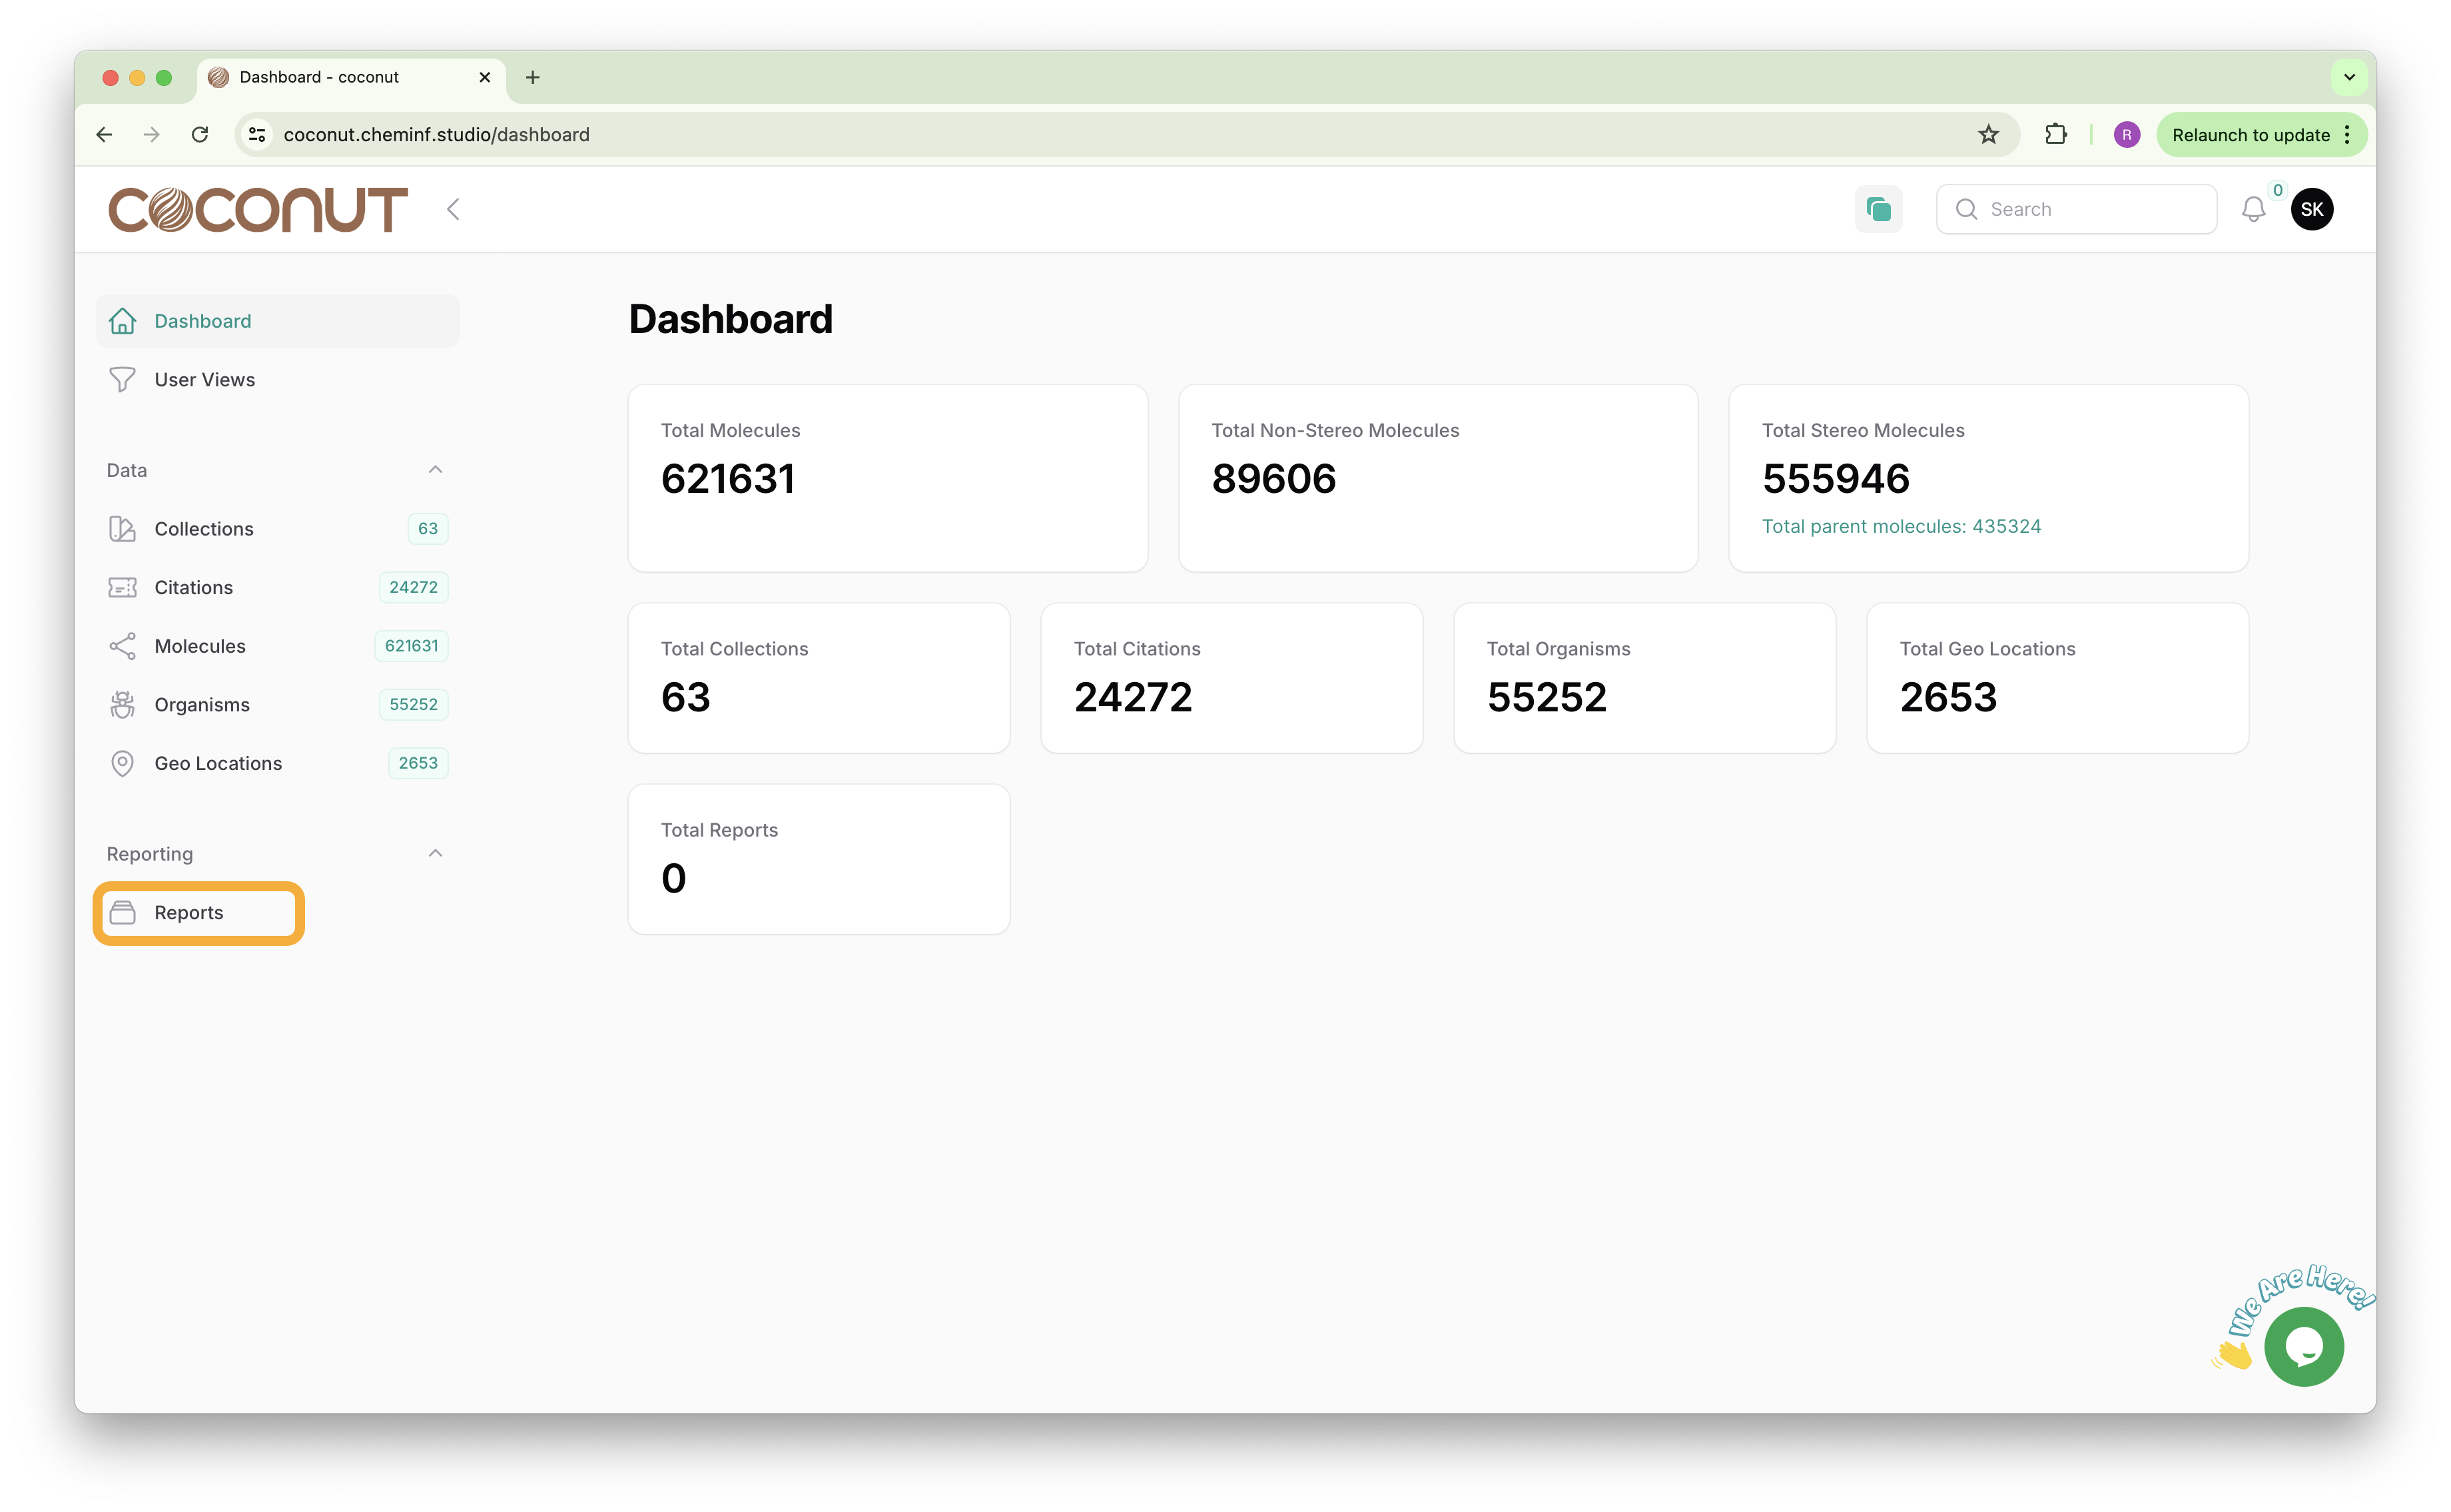 Dashboard - coconut
coconut.cheminf.studio/dashboard
R
Relaunch to update
COCONUT
Search
0
SK
Dashboard
User Views
Data
Collections 63
Citations 24272
Molecules 621631
Organisms 55252
Geo Locations 2653
Reporting
Reports
Dashboard
Total Molecules
621631
Total Non-Stereo Molecules
89606
Total Stereo Molecules
555946
Total parent molecules: 435324
Total Collections
63
Total Citations
24272
Total Organisms
55252
Total Geo Locations
2653
Total Reports
0
We Are Here!